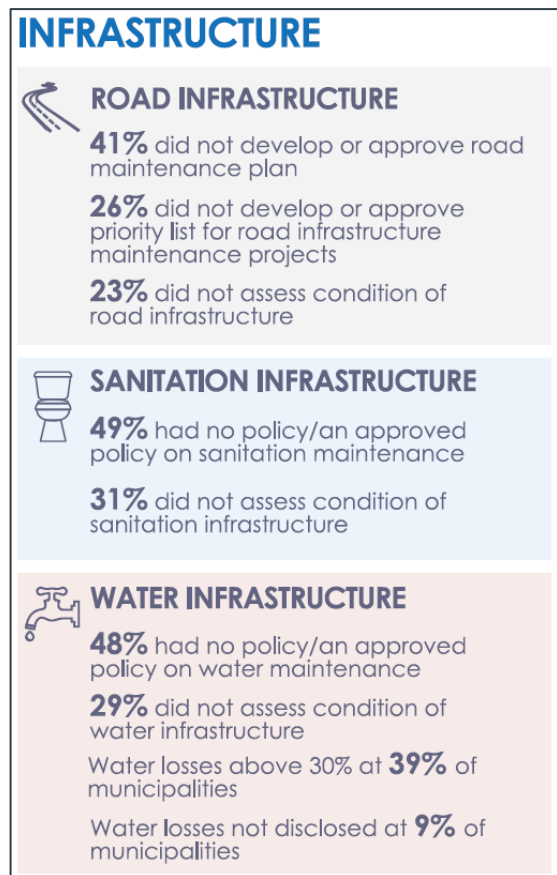 INFRASTRUCTURE
ROAD INFRASTRUCTURE
41% did not develop or approve road
maintenance plan
26% did not develop or approve
priority list for road infrastructure
maintenance projects
23% did not assess condition of
road infrastructure
SANITATION INFRASTRUCTURE
49% had no policy/an approved
policy on sanitation maintenance
31% did not assess condition of
sanitation infrastructure
WATER INFRASTRUCTURE
48% had no policy/an approved
policy on water maintenance
29% did not assess condition of
water infrastructure
Water losses above 30% at 39% of
municipalities
Water losses not disclosed at 9% of
municipalities